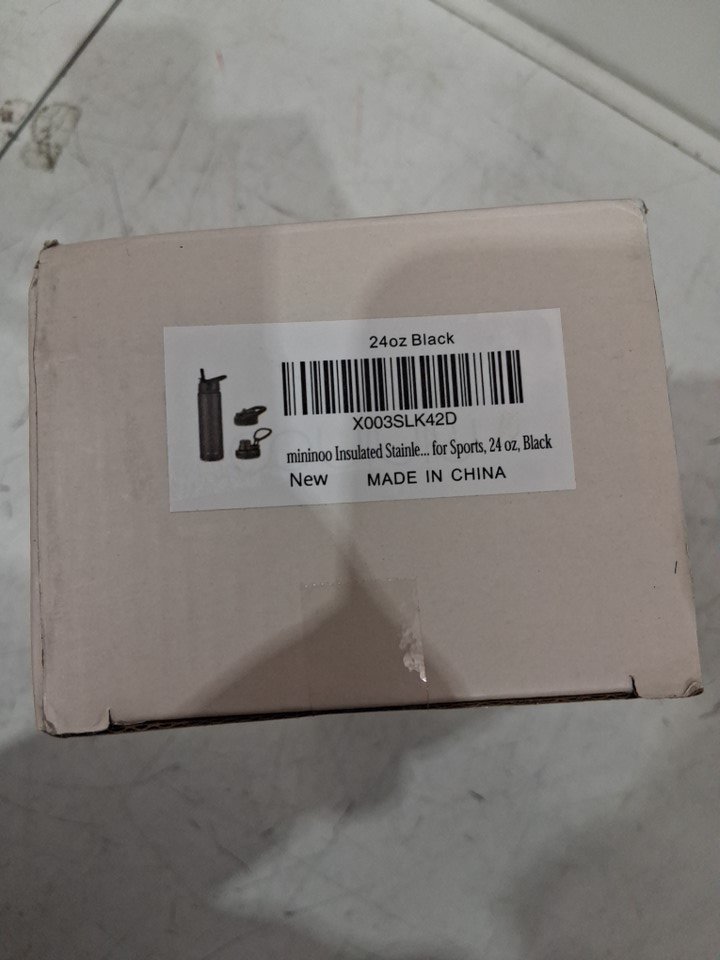 24oz Black
X003SLK42D
mininoo Insulated Stainle... for Sports, 24 oz, Black
New MADE IN CHINA